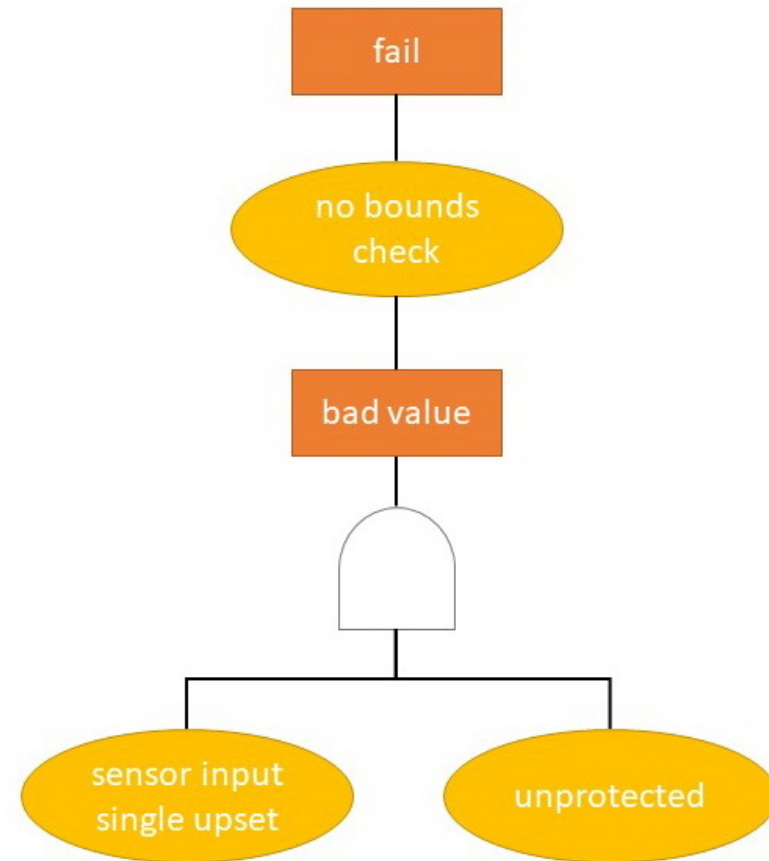 fail
no bounds
check
bad value
sensor input
single upset
unprotected